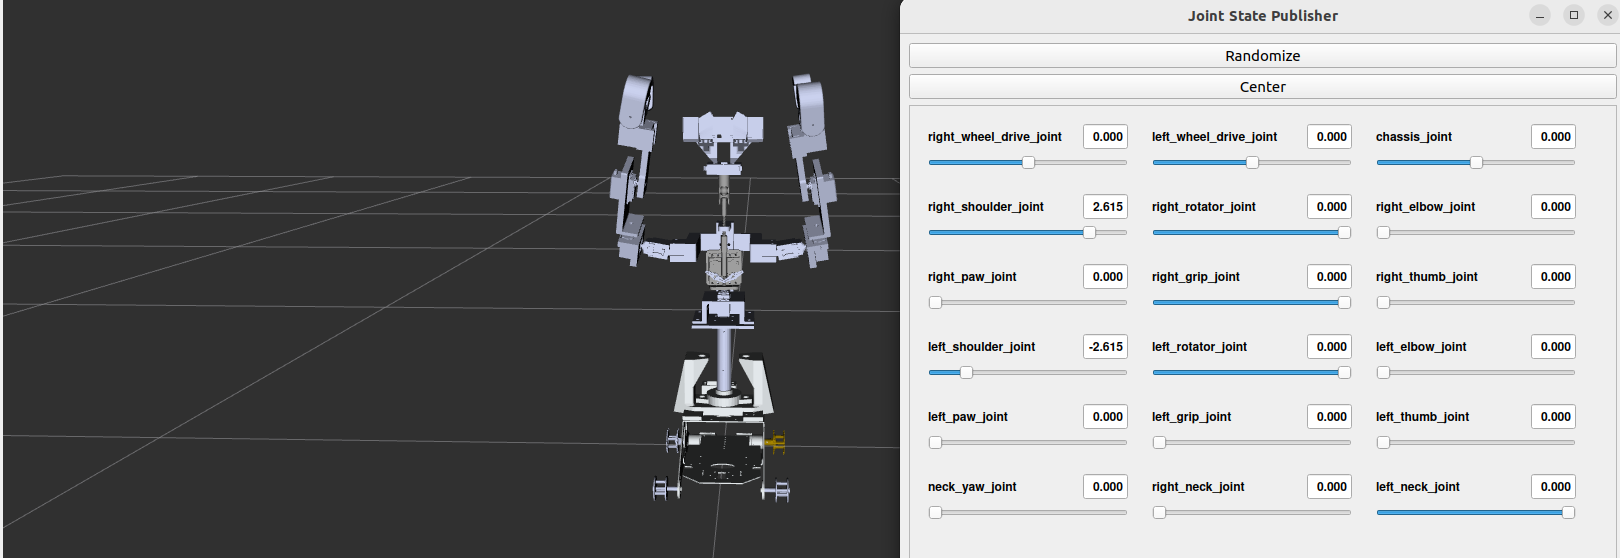 Joint State Publisher
Randomize
Center
right_wheel_drive_joint 0.000 left_wheel_drive_joint 0.000 chassis_joint 0.000
right_shoulder_joint 2.615 right_rotator_joint 0.000 right_elbow_joint 0.000
right_paw_joint 0.000 right_grip_joint 0.000 right_thumb_joint 0.000
left_shoulder_joint -2.615 left_rotator_joint 0.000 left_elbow_joint 0.000
left_paw_joint 0.000 left_grip_joint 0.000 left_thumb_joint 0.000
neck_yaw_joint 0.000 right_neck_joint 0.000 left_neck_joint 0.000